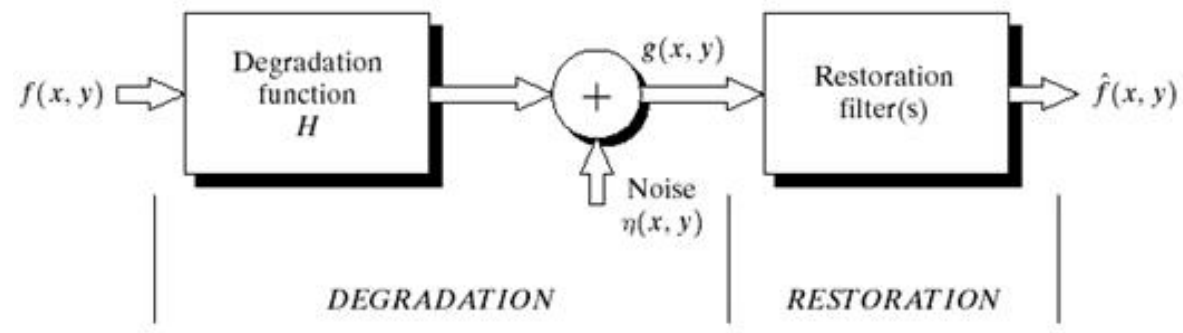 f(x, y)
Degradation
function
H
+
g(x, y)
Noise
η(x, y)
Restoration
filter(s)
f̂(x, y)
DEGRADATION
RESTORATION